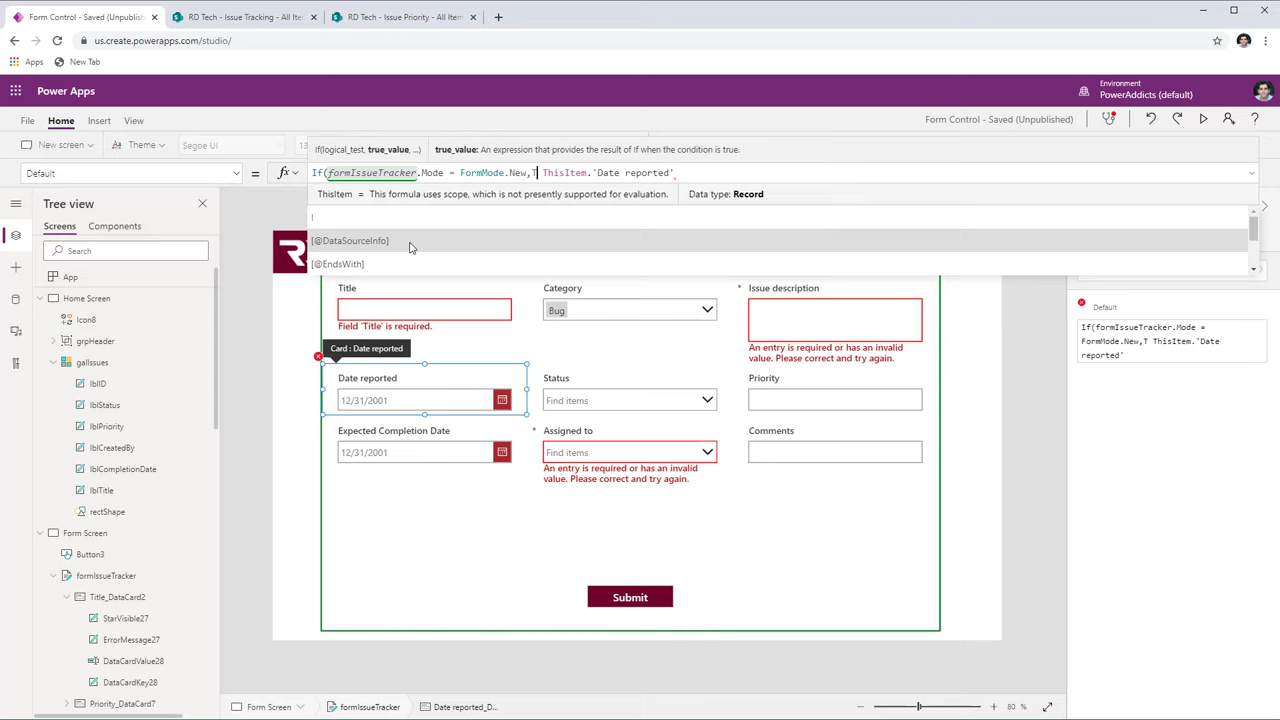 Form Control - Saved (Unpublish
RD Tech - Issue Tracking - All Iten
RD Tech - Issue Priority - All Item
us.create.powerapps.com/studio/
Apps
New Tab
Power Apps
Environment
PowerAddicts (default)
File
Home
Insert
View
Form Control - Saved (Unpublished)
New screen
Theme
Segoe UI
13
If(logical_test, true_value, ...)
true_value: An expression that provides the result of If when the condition is true.
Default
= fx
If(formIssueTracker.Mode = FormMode.New,T ThisItem.'Date reported'
ThisItem = This formula uses scope, which is not presently supported for evaluation.
Data type: Record
!
[@DataSourceInfo]
[@EndsWith]
Tree view
Screens
Components
Search
App
Home Screen
Icon8
grpHeader
galIssues
lblID
lblStatus
lblPriority
lblCreatedBy
lblCompletionDate
lblTitle
rectShape
Form Screen
Button3
formIssueTracker
Title_DataCard2
StarVisible27
ErrorMessage27
DataCardValue28
DataCardKey28
Priority_DataCard7
R
Title
Category
* Issue description
Bug
Field 'Title' is required.
An entry is required or has an invalid
value. Please correct and try again.
Card : Date reported
Date reported
Status
Priority
12/31/2001
Find items
Expected Completion Date
* Assigned to
Comments
12/31/2001
Find items
An entry is required or has an invalid
value. Please correct and try again.
Submit
Default
If(formIssueTracker.Mode =
FormMode.New,T ThisItem.'Date
reported'
Form Screen
formIssueTracker
Date reported_D...
80 %